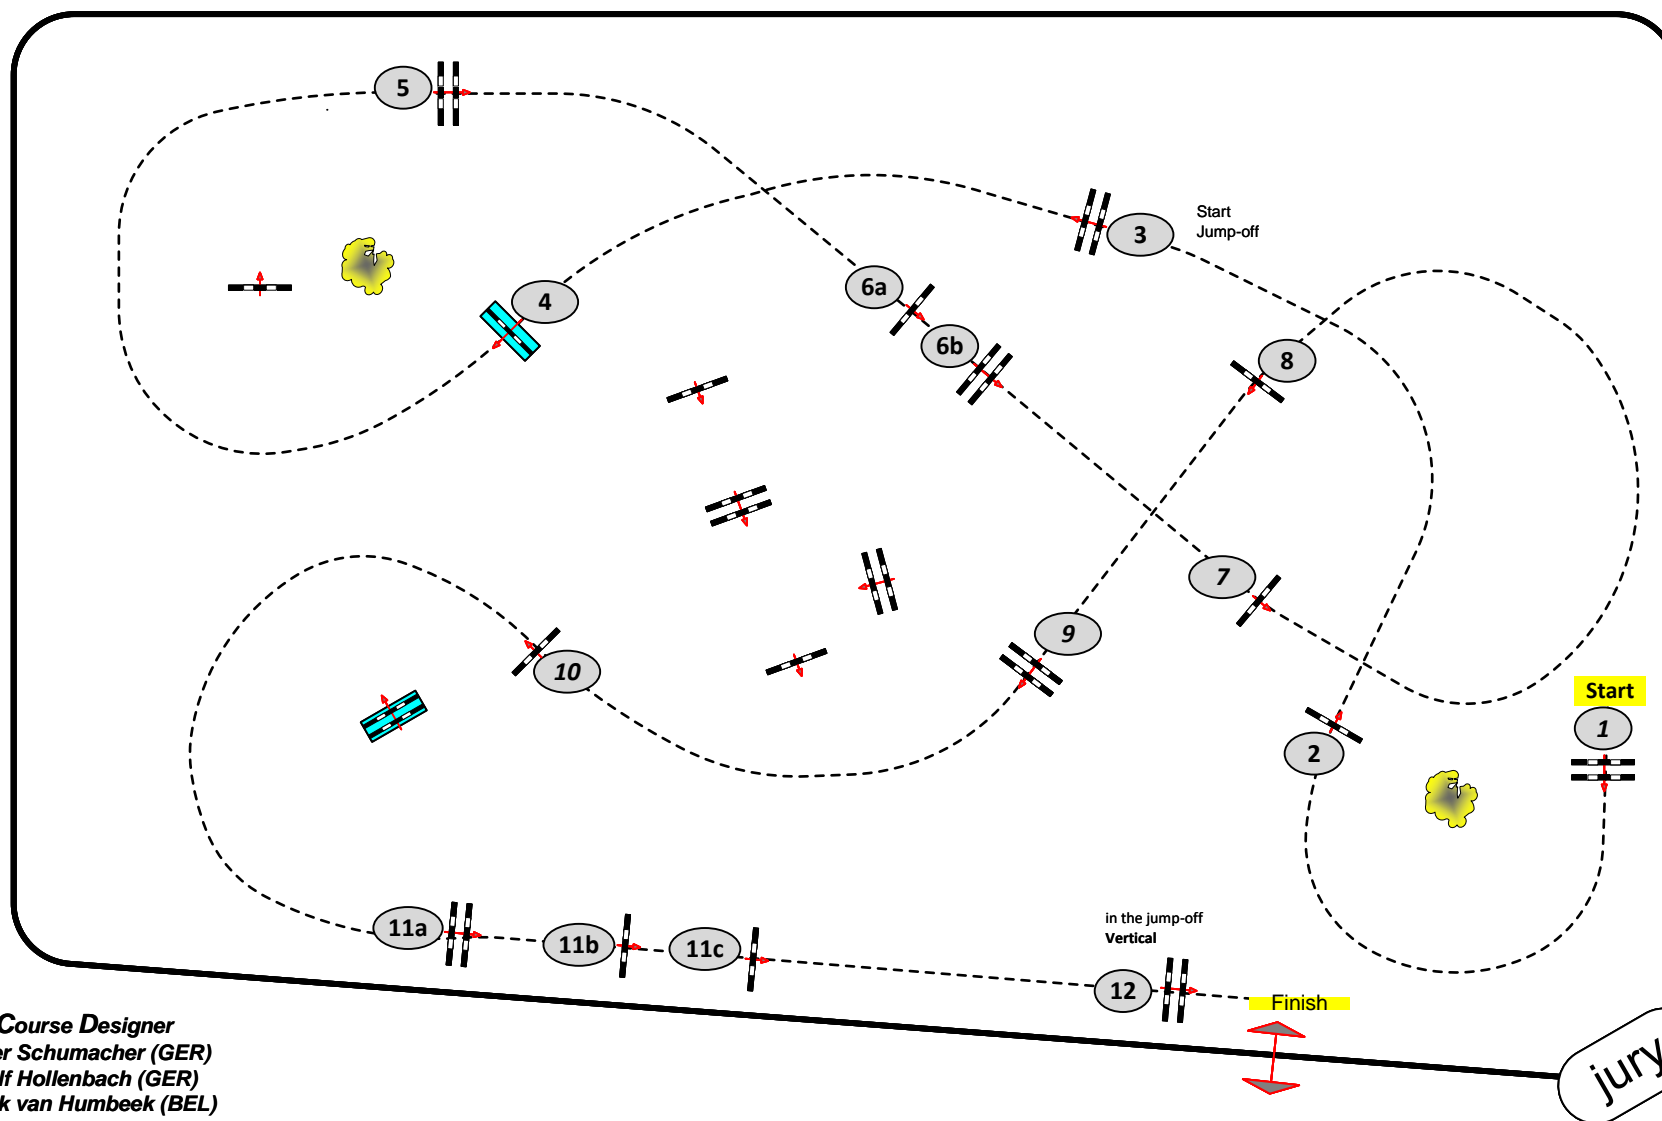 5
3
Start
Jump-off
4
6a
6b
8
7
9
10
Start
1
2
11a
11b
11c
in the jump-off
Vertical
12
Finish
Course Designer
Schumacher (GER)
Hollenbach (GER)
van Humbeek (BEL)
jury